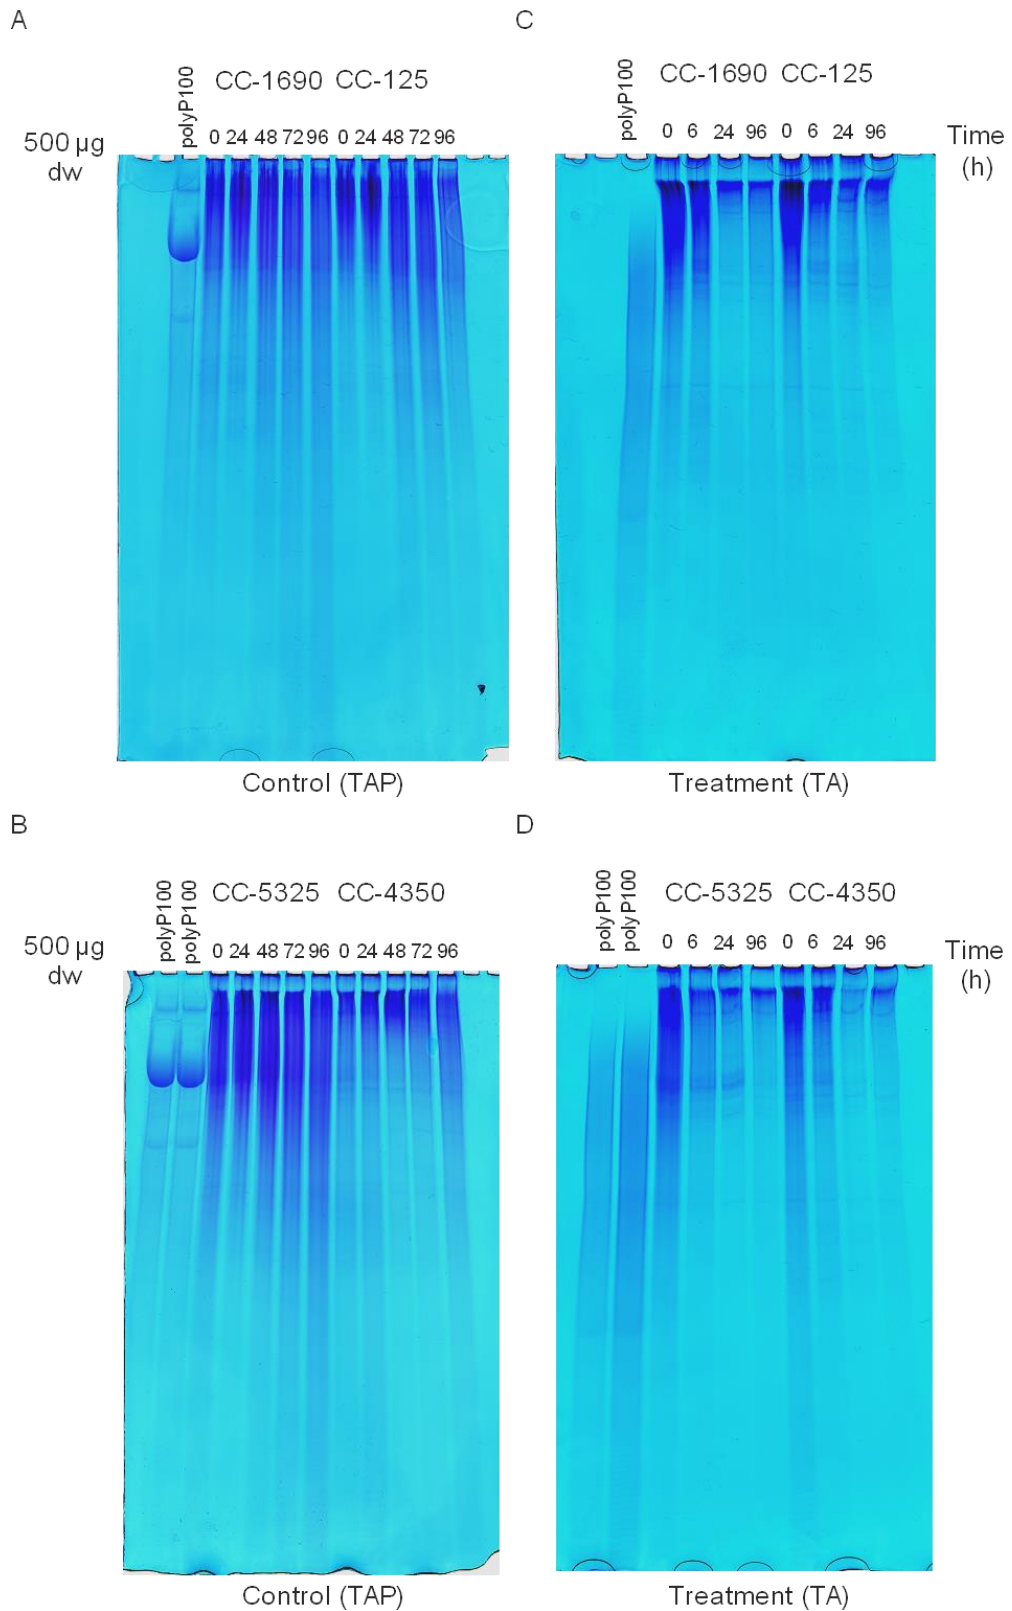 A
polyP100
CC-1690 CC-125
500 µg
dw
0 24 48 72 96 0 24 48 72 96
Control (TAP)
C
polyP100
CC-1690 CC-125
0 6 24 96 0 6 24 96
Time
(h)
Treatment (TA)
B
polyP100
polyP100
CC-5325 CC-4350
500 µg
dw
0 24 48 72 96 0 24 48 72 96
Control (TAP)
D
polyP100
polyP100
CC-5325 CC-4350
0 6 24 96 0 6 24 96
Time
(h)
Treatment (TA)